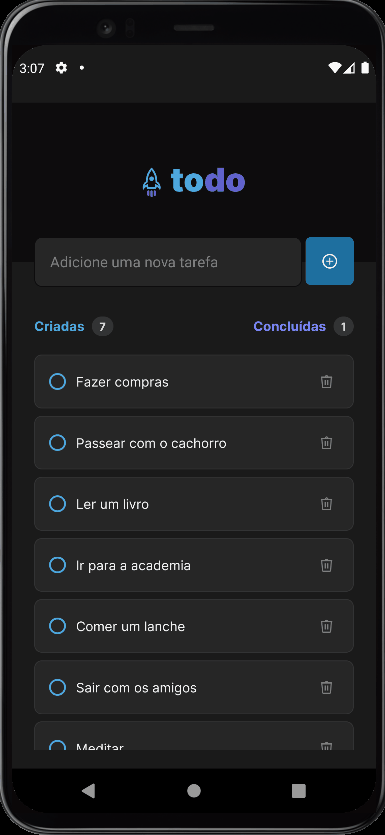 3:07
todo
Adicione uma nova tarefa
Criadas 7 Concluídas 1
Fazer compras
Passear com o cachorro
Ler um livro
Ir para a academia
Comer um lanche
Sair com os amigos
Meditar